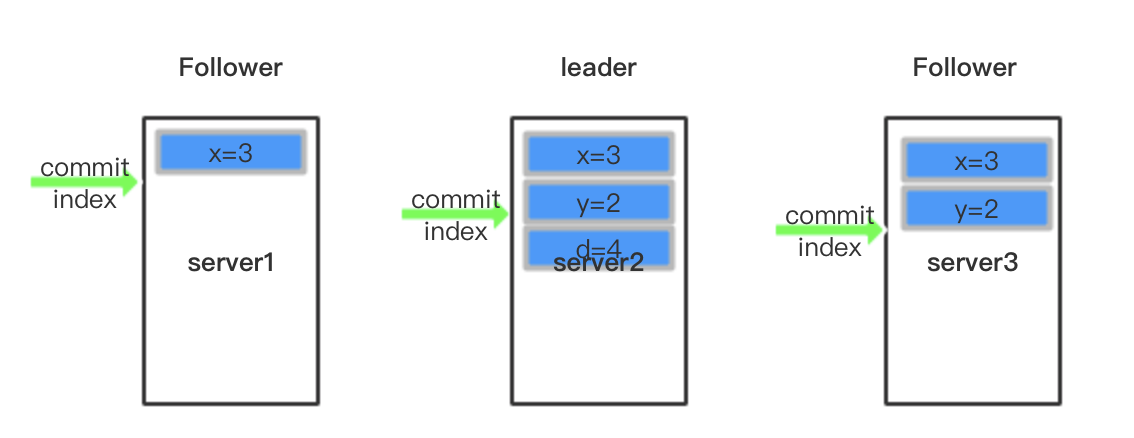 Follower
x=3
commit
index
server1
leader
x=3
y=2
d=4
commit
index
server2
Follower
x=3
y=2
commit
index
server3